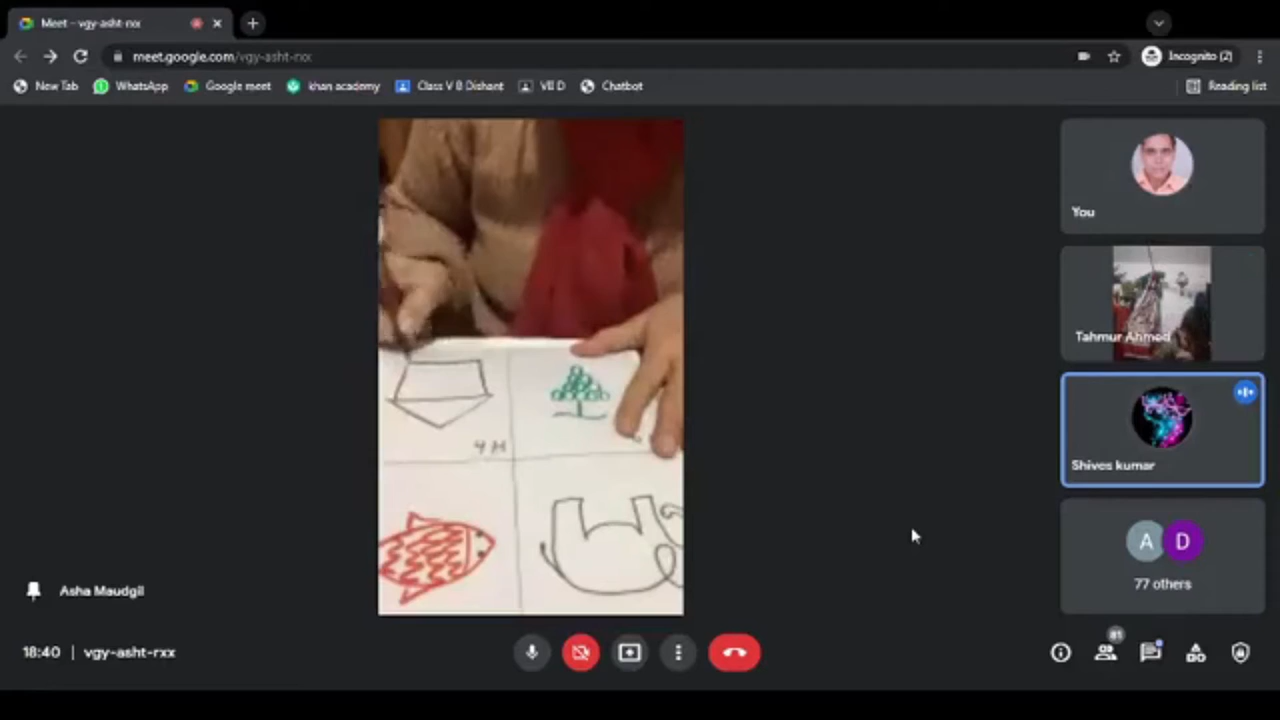 Meet – vgy-asht-rxx
meet.google.com/vgy-asht-rxx
Incognito (2)
New Tab
WhatsApp
Google meet
khan academy
Class V B Dishant
VII D
Chatbot
Reading list
You
Tahmur Ahmed
Shives kumar
A
D
77 others
Asha Maudgil
18:40 | vgy-asht-rxx
81